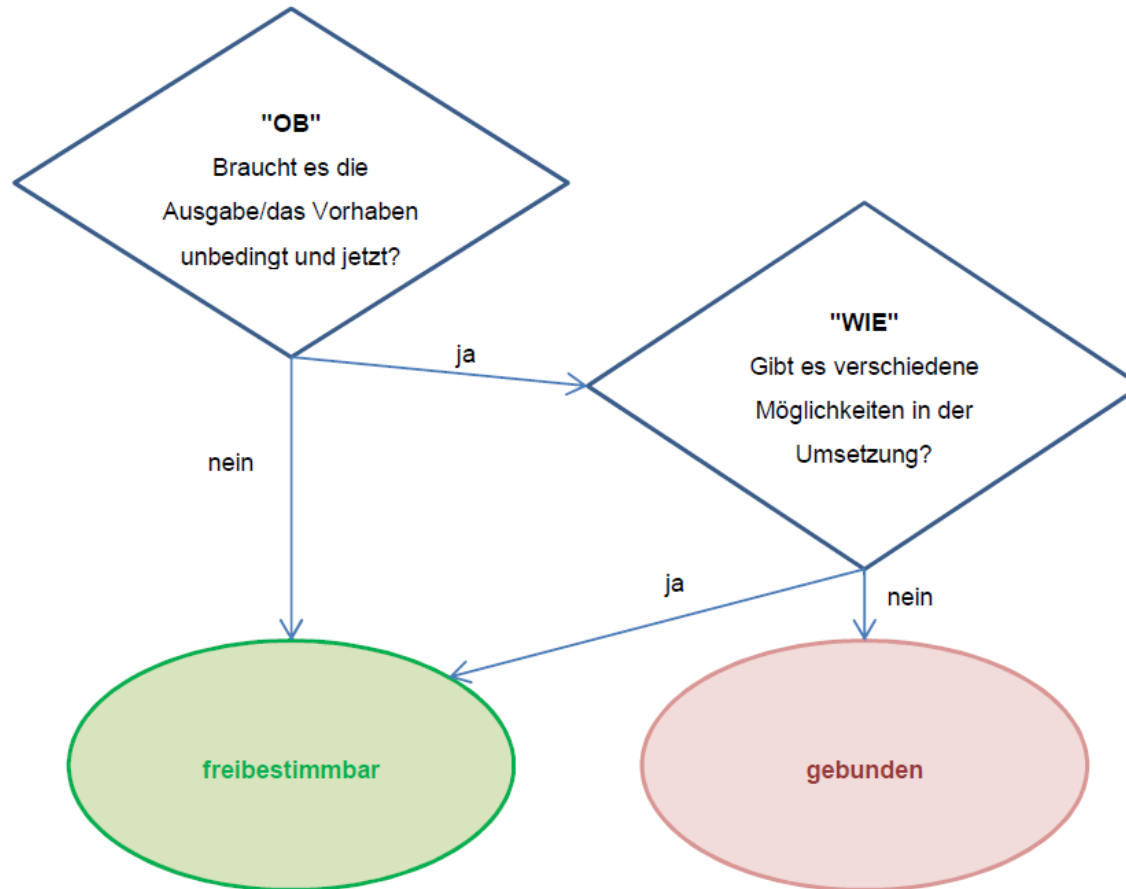 "OB"
Braucht es die
Ausgabe/das Vorhaben
unbedingt und jetzt?
ja
nein
"WIE"
Gibt es verschiedene
Möglichkeiten in der
Umsetzung?
ja
nein
freibestimmbar
gebunden